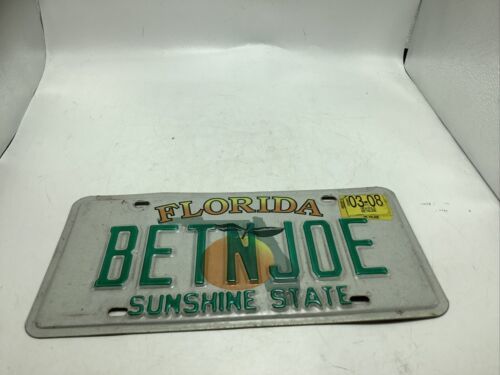 FLORIDA
03-08
BETNJOE
SUNSHINE STATE